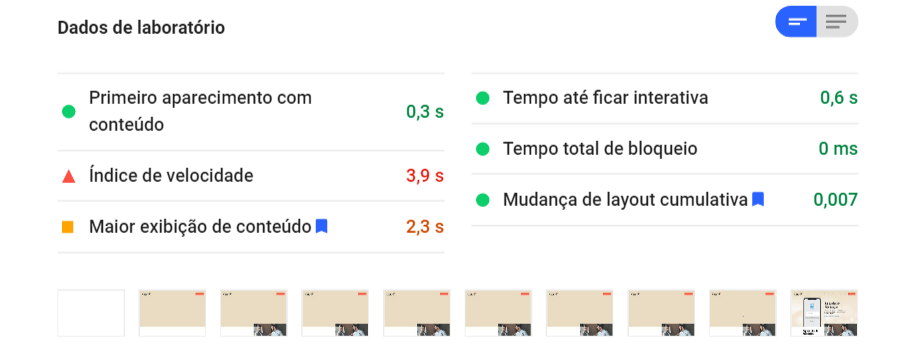 Dados de laboratório
Primeiro aparecimento com
conteúdo
0,3 s
Índice de velocidade
3,9 s
Maior exibição de conteúdo
2,3 s
Tempo até ficar interativa
0,6 s
Tempo total de bloqueio
0 ms
Mudança de layout cumulativa
0,007